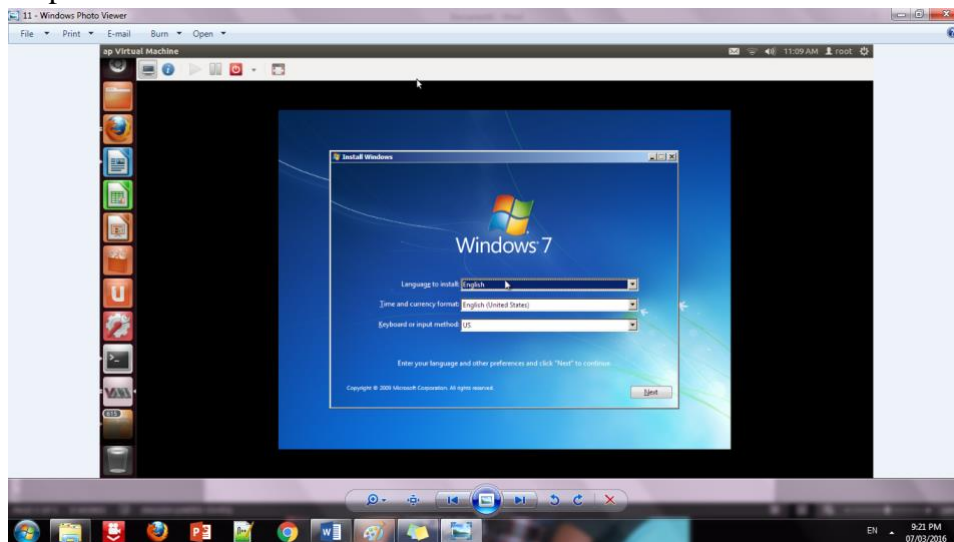 11 - Windows Photo Viewer
File Print E-mail Burn Open
ap Virtual Machine 11:09 AM root
Install Windows
Windows 7
Language to install: English
Time and currency format: English (United States)
Keyboard or input method: US
Enter your language and other preferences and click "Next" to continue.
Copyright © 2009 Microsoft Corporation. All rights reserved. Next
EN 9:21 PM
07/03/2016